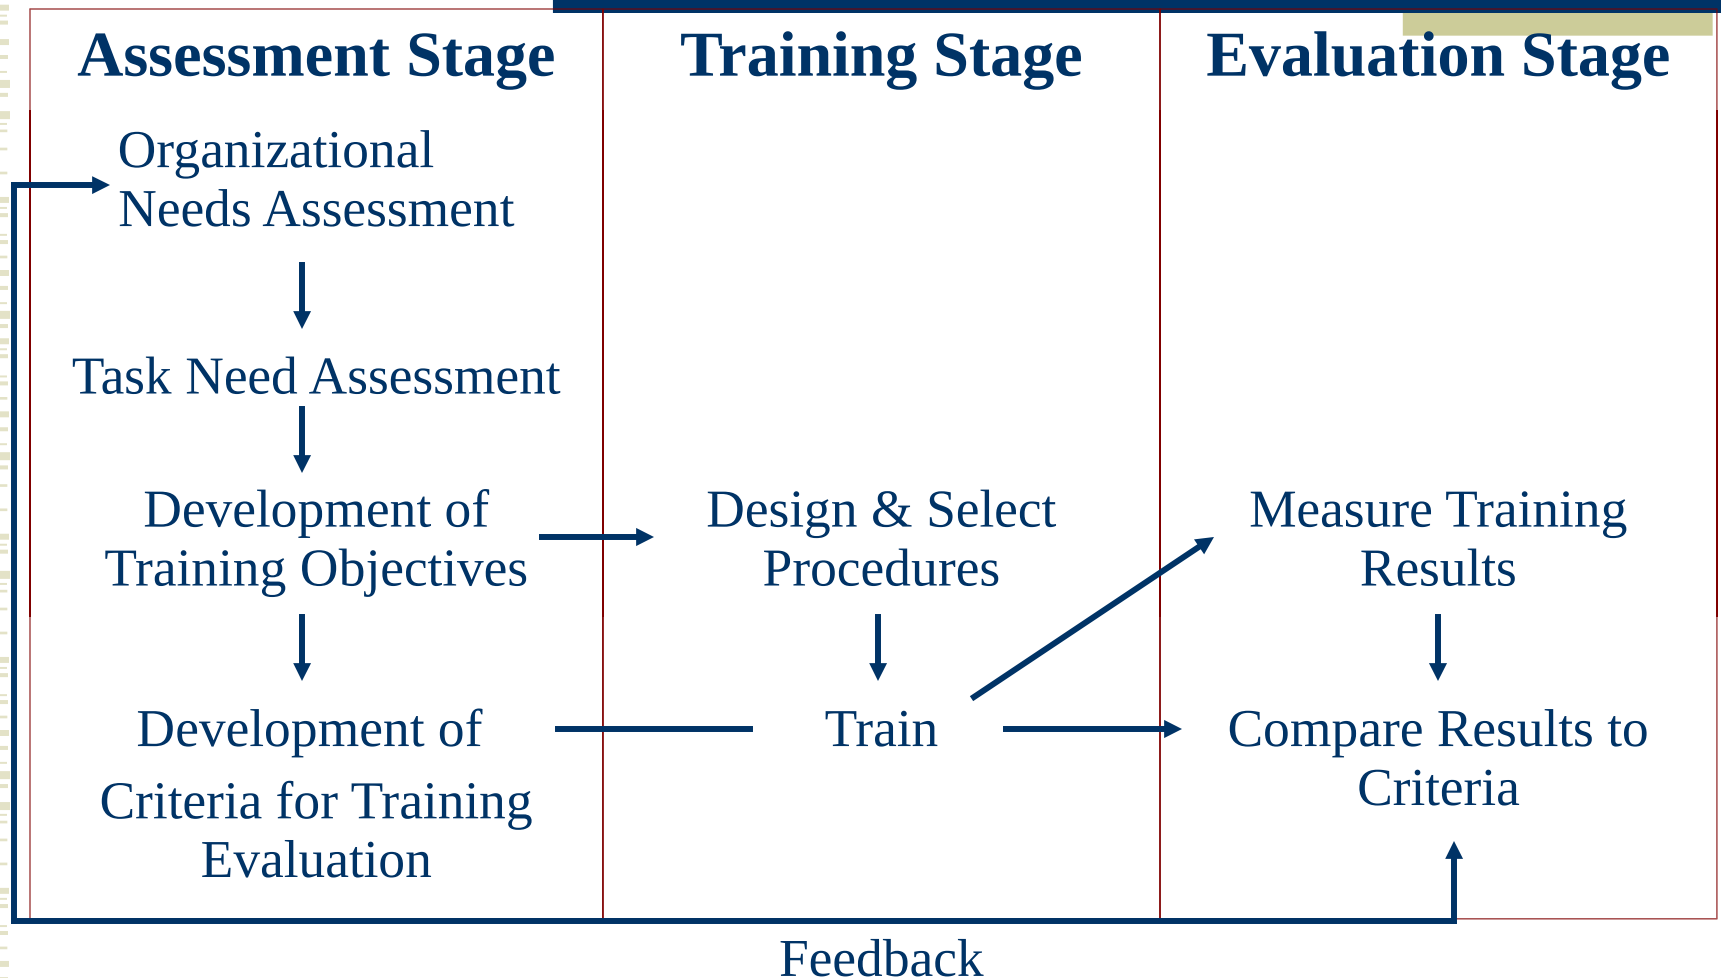 Assessment Stage
Training Stage
Evaluation Stage
Organizational
Needs Assessment
Task Need Assessment
Development of
Training Objectives
Design & Select
Procedures
Measure Training
Results
Development of
Criteria for Training
Evaluation
Train
Compare Results to
Criteria
Feedback